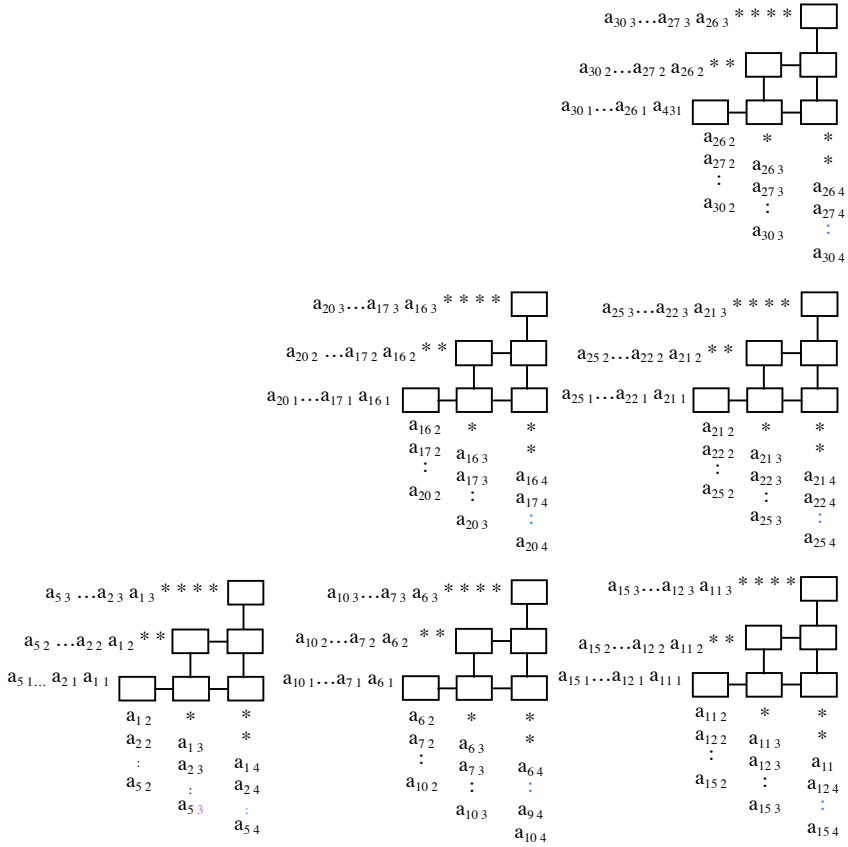 a30 3…a27 3 a26 3 * * * *
a30 2…a27 2 a26 2 * *
a30 1…a26 1 a431
a26 2 * *
a27 2 a26 3 *
: a27 3 a26 4
a30 2 : a27 4
a30 3 :
a30 4
a20 3…a17 3 a16 3 * * * *
a20 2 …a17 2 a16 2 * *
a20 1…a17 1 a16 1
a16 2 * *
a17 2 a16 3 *
: a17 3 a16 4
a20 2 : a17 4
a20 3 :
a20 4
a25 3…a22 3 a21 3 * * * *
a25 2…a22 2 a21 2 * *
a25 1…a22 1 a21 1
a21 2 * *
a22 2 a21 3 *
: a22 3 a21 4
a25 2 : a22 4
a25 3 :
a25 4
a5 3 …a2 3 a1 3 * * * *
a5 2 …a2 2 a1 2 * *
a5 1… a2 1 a1 1
a1 2 * *
a2 2 a1 3 *
: a2 3 a1 4
a5 2 : a2 4
a5 3 :
a5 4
a10 3…a7 3 a6 3 * * * *
a10 2…a7 2 a6 2 * *
a10 1…a7 1 a6 1
a6 2 * *
a7 2 a6 3 *
: a7 3 a6 4
a10 2 : :
a10 3 a9 4
a10 4
a15 3…a12 3 a11 3 * * * *
a15 2…a12 2 a11 2 * *
a15 1…a12 1 a11 1
a11 2 * *
a12 2 a11 3 *
: a12 3 a11
a15 2 : a12 4
a15 3 :
a15 4